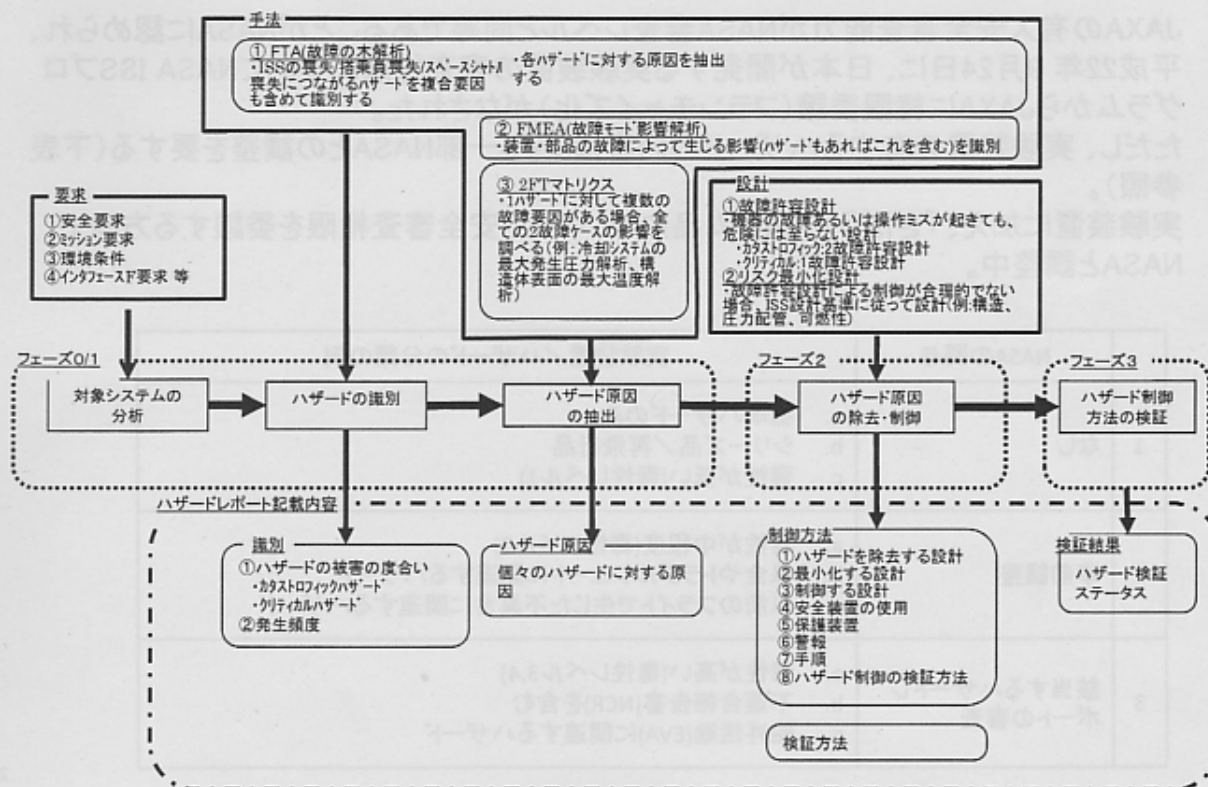 手法
① FTA(故障の木解析)
・ISSの喪失/搭乗員喪失/スペースシャトル
喪失につながるハザードを複合要因
も含めて識別する
・各ハザードに対する原因を抽出
する
② FMEA(故障モード影響解析)
・装置・部品の故障によって生じる影響(ハザードもあればこれを含む)を識別
③ 2FTマトリクス
・1ハザードに対して複数の
故障要因がある場合、全
ての2故障ケースの影響を
調べる(例:冷却システムの
最大発生圧力解析、構
造体表面の最大温度解
析)
要求
①安全要求
②ミッション要求
③環境条件
④インタフェースF要求 等
設計
①故障許容設計
・機器の故障あるいは操作ミスが起きても、
危険には至らない設計
・カタストロフィック:2故障許容設計
・クリティカル:1故障許容設計
②リスク最小化設計
・故障許容設計による制御が合理的でない
場合、ISS設計基準に従って設計(例:構造、
圧力配管、可燃性)
フェーズ0/1
対象システムの
分析
ハザードの識別
ハザード原因
の抽出
フェーズ2
ハザード原因
の除去・制御
フェーズ3
ハザード制御
方法の検証
ハザードレポート記載内容
識別
①ハザードの被害の度合い
・カタストロフィックハザード
・クリティカルハザード
②発生頻度
ハザード原因
個々のハザードに対する原
因
制御方法
①ハザードを除去する設計
②最小化する設計
③制御する設計
④安全装置の使用
⑤保護装置
⑥警報
⑦手順
⑧ハザード制御の検証方法
検証方法
検証結果
ハザード検証
ステータス